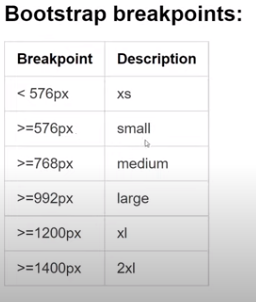 Bootstrap breakpoints:
Breakpoint Description
< 576px xs
>=576px small
>=768px medium
>=992px large
>=1200px xl
>=1400px 2xl